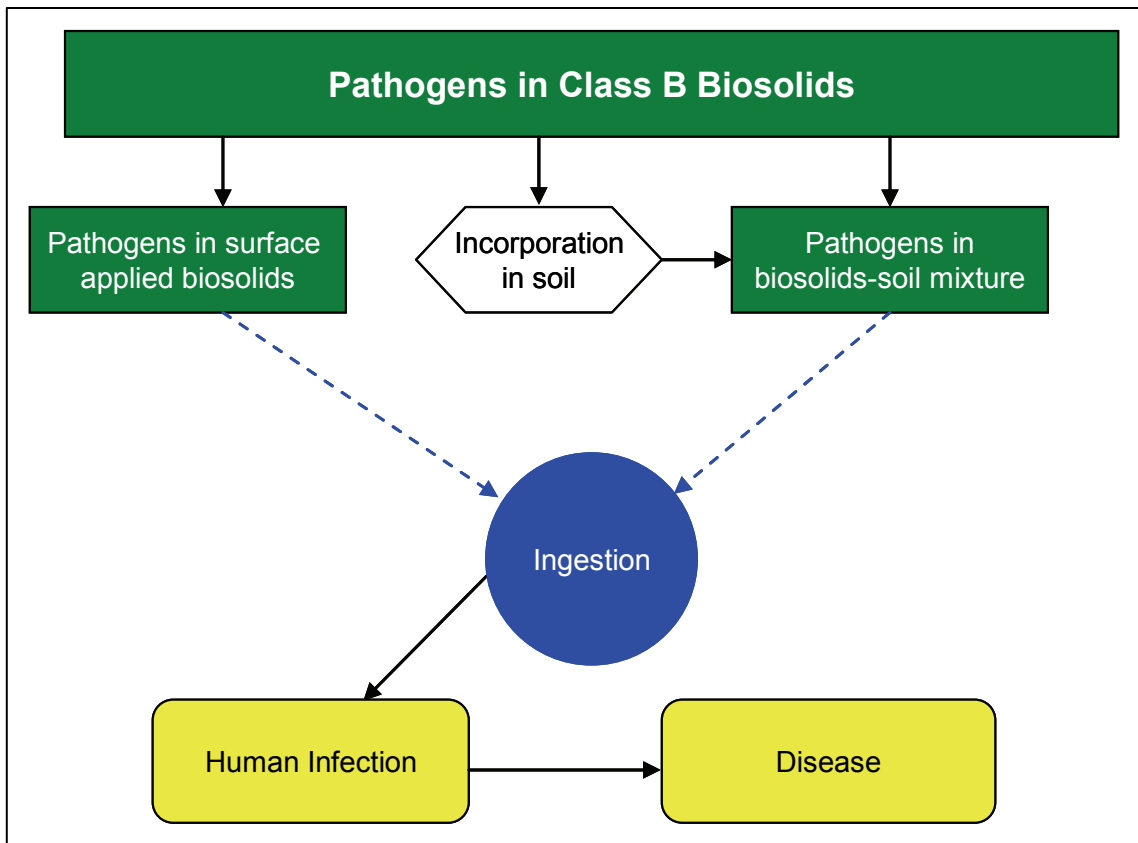 Pathogens in Class B Biosolids
Pathogens in surface
applied biosolids
Incorporation
in soil
Pathogens in
biosolids-soil mixture
Ingestion
Human Infection
Disease